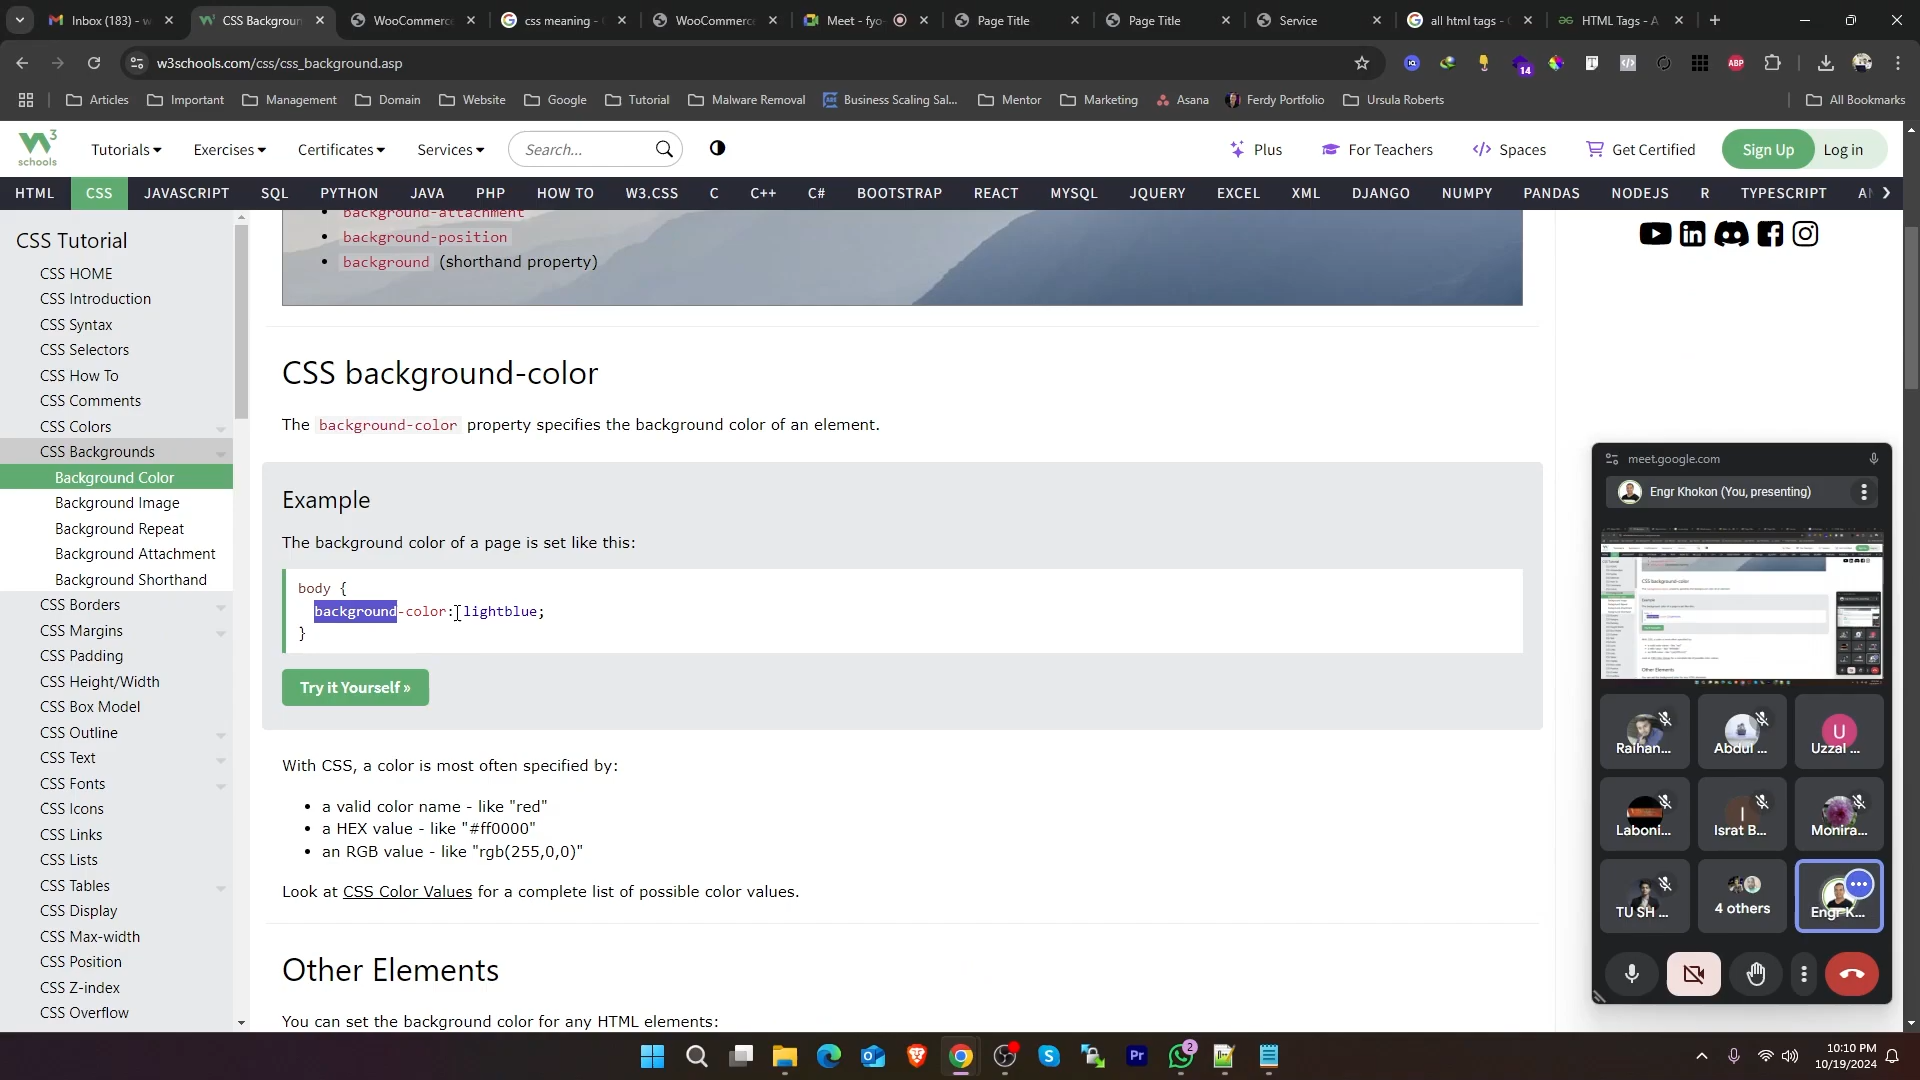 Inbox (183) - w
CSS Backgroun
WooCommerc
css meaning -
WooCommerc
Meet - fyo-
Page Title
Page Title
Service
all html tags -
HTML Tags - A
w3schools.com/css/css_background.asp
14
ABP
Articles
Important
Management
Domain
Website
Google
Tutorial
Malware Removal
Business Scaling Sal...
Mentor
Marketing
Asana
Ferdy Portfolio
Ursula Roberts
All Bookmarks
W3 schools
Tutorials
Exercises
Certificates
Services
Search...
Plus
For Teachers
Spaces
Get Certified
Sign Up
Log in
HTML CSS JAVASCRIPT SQL PYTHON JAVA PHP HOW TO W3.CSS C C++ C# BOOTSTRAP REACT MYSQL JQUERY EXCEL XML DJANGO NUMPY PANDAS NODEJS R TYPESCRIPT
CSS Tutorial
CSS HOME
CSS Introduction
CSS Syntax
CSS Selectors
CSS How To
CSS Comments
CSS Colors
CSS Backgrounds
Background Color
Background Image
Background Repeat
Background Attachment
Background Shorthand
CSS Borders
CSS Margins
CSS Padding
CSS Height/Width
CSS Box Model
CSS Outline
CSS Text
CSS Fonts
CSS Icons
CSS Links
CSS Lists
CSS Tables
CSS Display
CSS Max-width
CSS Position
CSS Z-index
CSS Overflow
background-attachment
background-position
background (shorthand property)
CSS background-color
The background-color property specifies the background color of an element.
Example
The background color of a page is set like this:
body {
background-color: lightblue;
}
Try it Yourself »
With CSS, a color is most often specified by:
a valid color name - like "red"
a HEX value - like "#ff0000"
an RGB value - like "rgb(255,0,0)"
Look at CSS Color Values for a complete list of possible color values.
Other Elements
You can set the background color for any HTML elements:
meet.google.com
Engr Khokon (You, presenting)
Raihan...
Abdul ...
U
Uzzal ...
Laboni...
I
Israt B...
Monira...
TU SH ...
4 others
Engr K...
Pr
2
10:10 PM
10/19/2024